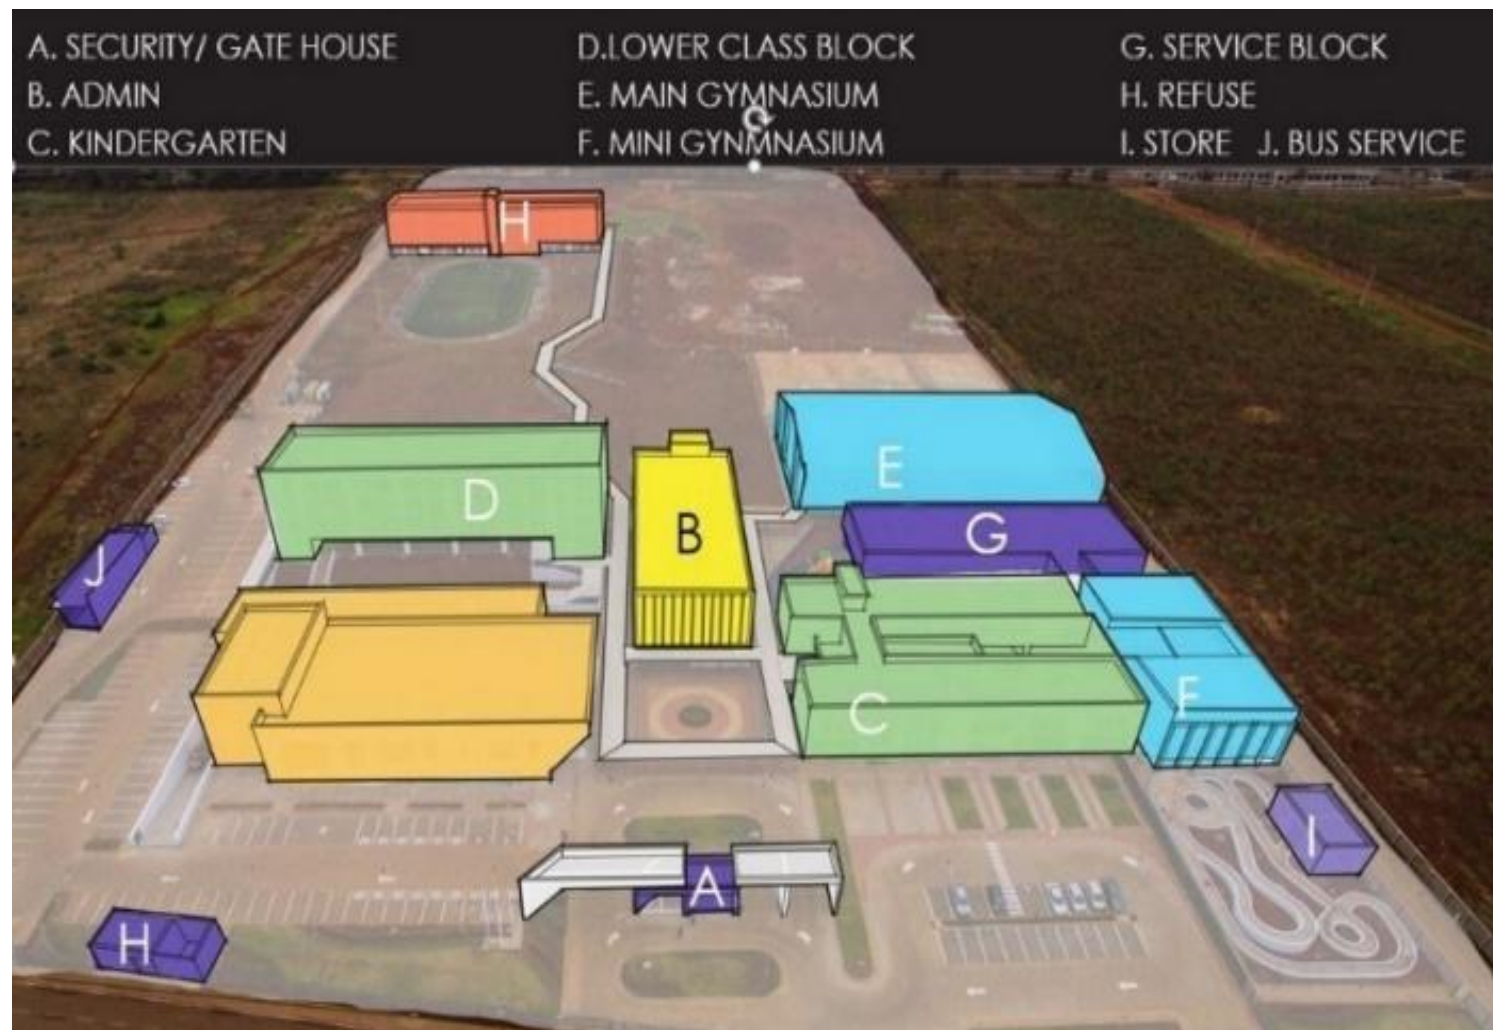 A. SECURITY/ GATE HOUSE
B. ADMIN
C. KINDERGARTEN
D.LOWER CLASS BLOCK
E. MAIN GYMNASIUM
F. MINI GYNMNASIUM
G. SERVICE BLOCK
H. REFUSE
I. STORE J. BUS SERVICE
H
E
D
B
G
J
C
F
I
A
H